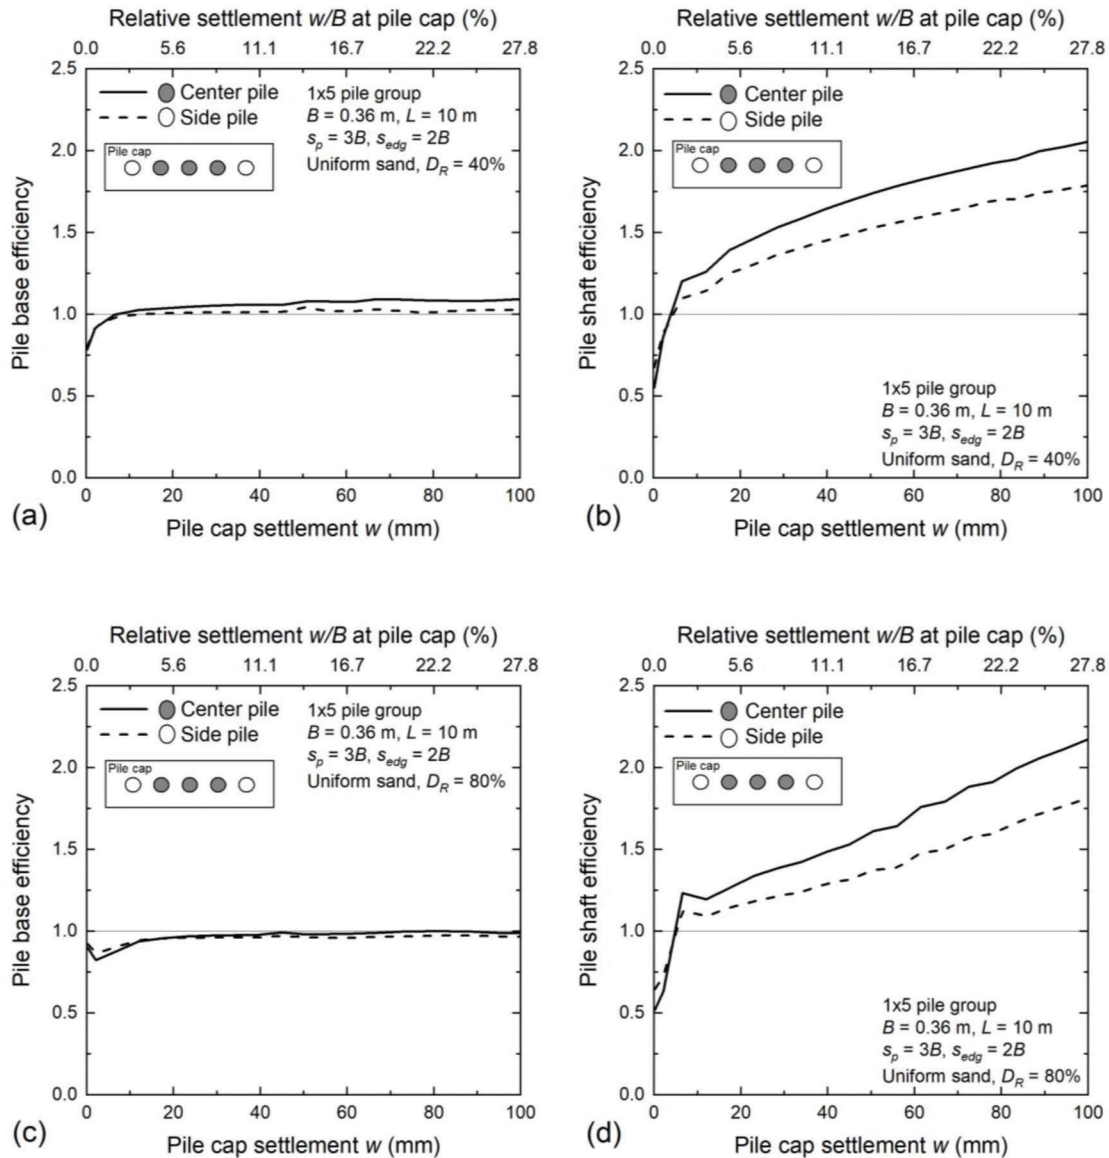 Relative settlement w/B at pile cap (%)
0.0 5.6 11.1 16.7 22.2 27.8
2.5
2.0
1.5
1.0
0.5
0.0
Pile base efficiency
Center pile
Side pile
Pile cap
1x5 pile group
B = 0.36 m, L = 10 m
sp = 3B, sedg = 2B
Uniform sand, DR = 40%
0 20 40 60 80 100
(a)
Pile cap settlement w (mm)
Relative settlement w/B at pile cap (%)
0.0 5.6 11.1 16.7 22.2 27.8
2.5
2.0
1.5
1.0
0.5
0.0
Pile shaft efficiency
Center pile
Side pile
Pile cap
1x5 pile group
B = 0.36 m, L = 10 m
sp = 3B, sedg = 2B
Uniform sand, DR = 40%
0 20 40 60 80 100
(b)
Pile cap settlement w (mm)
Relative settlement w/B at pile cap (%)
0.0 5.6 11.1 16.7 22.2 27.8
2.5
2.0
1.5
1.0
0.5
0.0
Pile base efficiency
Center pile
Side pile
Pile cap
1x5 pile group
B = 0.36 m, L = 10 m
sp = 3B, sedg = 2B
Uniform sand, DR = 80%
0 20 40 60 80 100
(c)
Pile cap settlement w (mm)
Relative settlement w/B at pile cap (%)
0.0 5.6 11.1 16.7 22.2 27.8
2.5
2.0
1.5
1.0
0.5
0.0
Pile shaft efficiency
Center pile
Side pile
Pile cap
1x5 pile group
B = 0.36 m, L = 10 m
sp = 3B, sedg = 2B
Uniform sand, DR = 80%
0 20 40 60 80 100
(d)
Pile cap settlement w (mm)